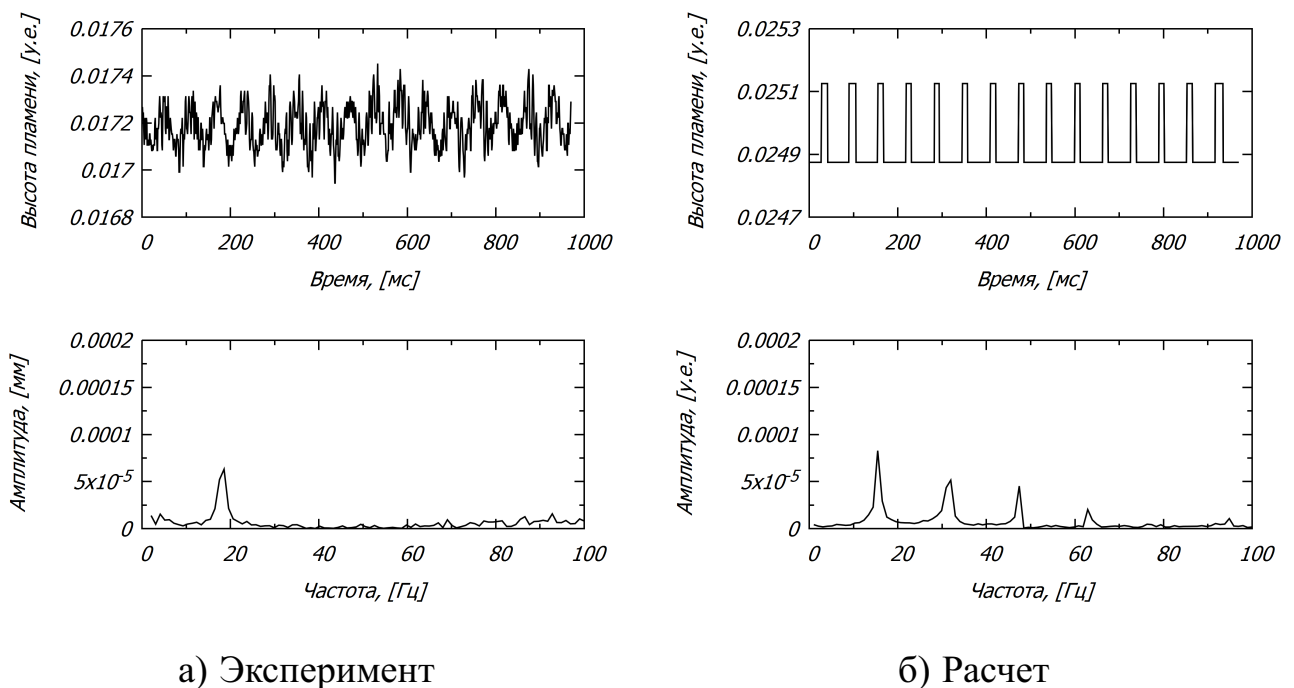 Высота пламени, [у.е.]
0.0176
0.0174
0.0172
0.017
0.0168
0 200 400 600 800 1000
Время, [мс]
Высота пламени, [у.е.]
0.0253
0.0251
0.0249
0.0247
0 200 400 600 800 1000
Время, [мс]
Амплитуда, [мм]
0.0002
0.00015
0.0001
5x10-5
0
0 20 40 60 80 100
Частота, [Гц]
Амплитуда, [у.е.]
0.0002
0.00015
0.0001
5x10-5
0
0 20 40 60 80 100
Частота, [Гц]
а) Эксперимент
б) Расчет